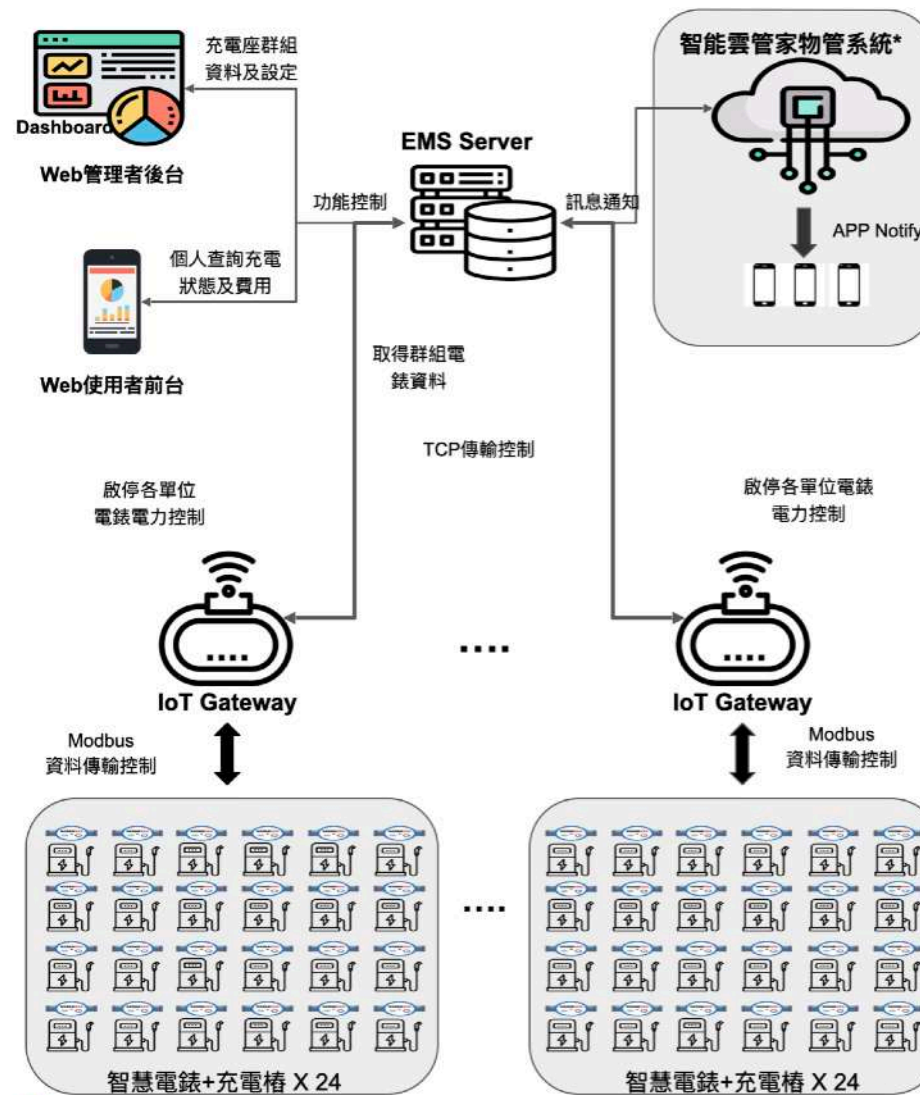 充電座群組
資料及設定
Dashboard
Web管理者後台
EMS Server
智能雲管家物管系統*
功能控制
訊息通知
APP Notify
個人查詢充電
狀態及費用
Web使用者前台
取得群組電
錶資料
TCP傳輸控制
啟停各單位
電錶電力控制
啟停各單位電錶
電力控制
....
IoT Gateway
IoT Gateway
Modbus
資料傳輸控制
Modbus
資料傳輸控制
....
智慧電錶+充電樁 X 24
智慧電錶+充電樁 X 24